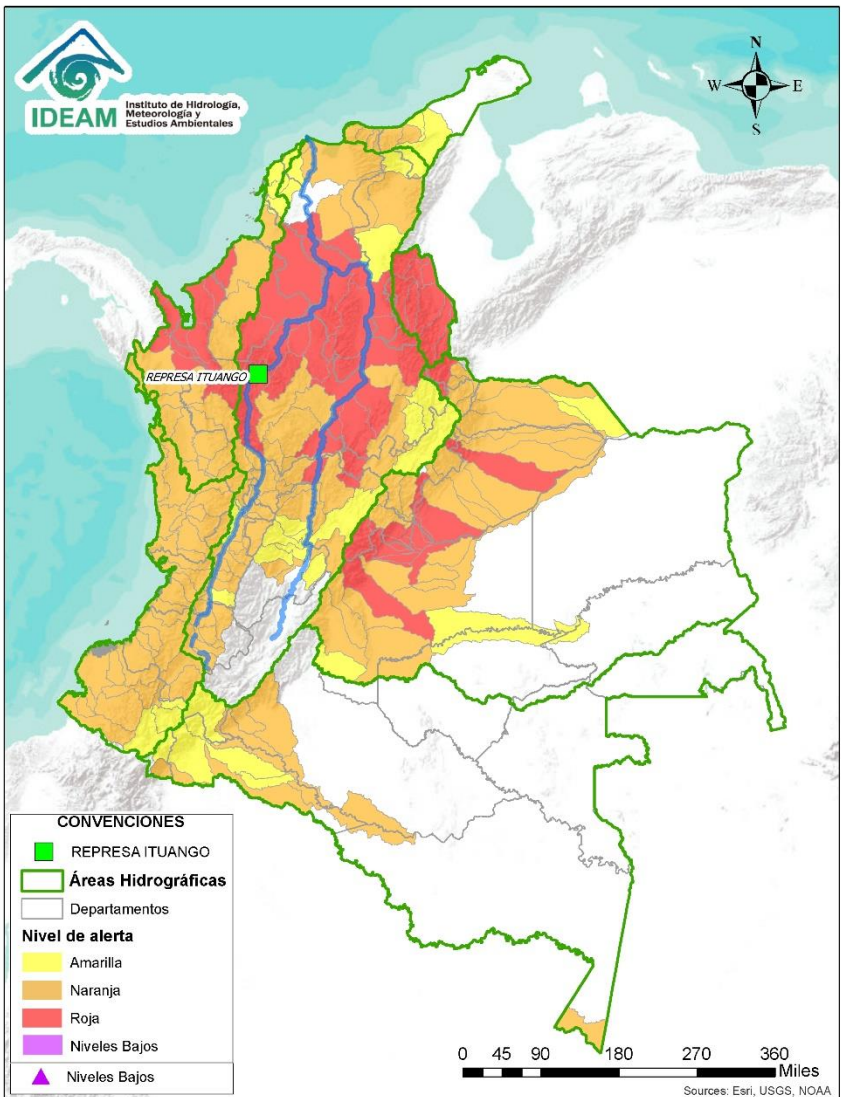 IDEAM
Instituto de Hidrología,
Meteorología y
Estudios Ambientales
N
W
E
S
REPRESA ITUANGO
CONVENCIONES
REPRESA ITUANGO
Áreas Hidrográficas
Departamentos
Nivel de alerta
Amarilla
Naranja
Roja
Niveles Bajos
Niveles Bajos
0 45 90 180 270 360
Miles
Sources: Esri, USGS, NOAA